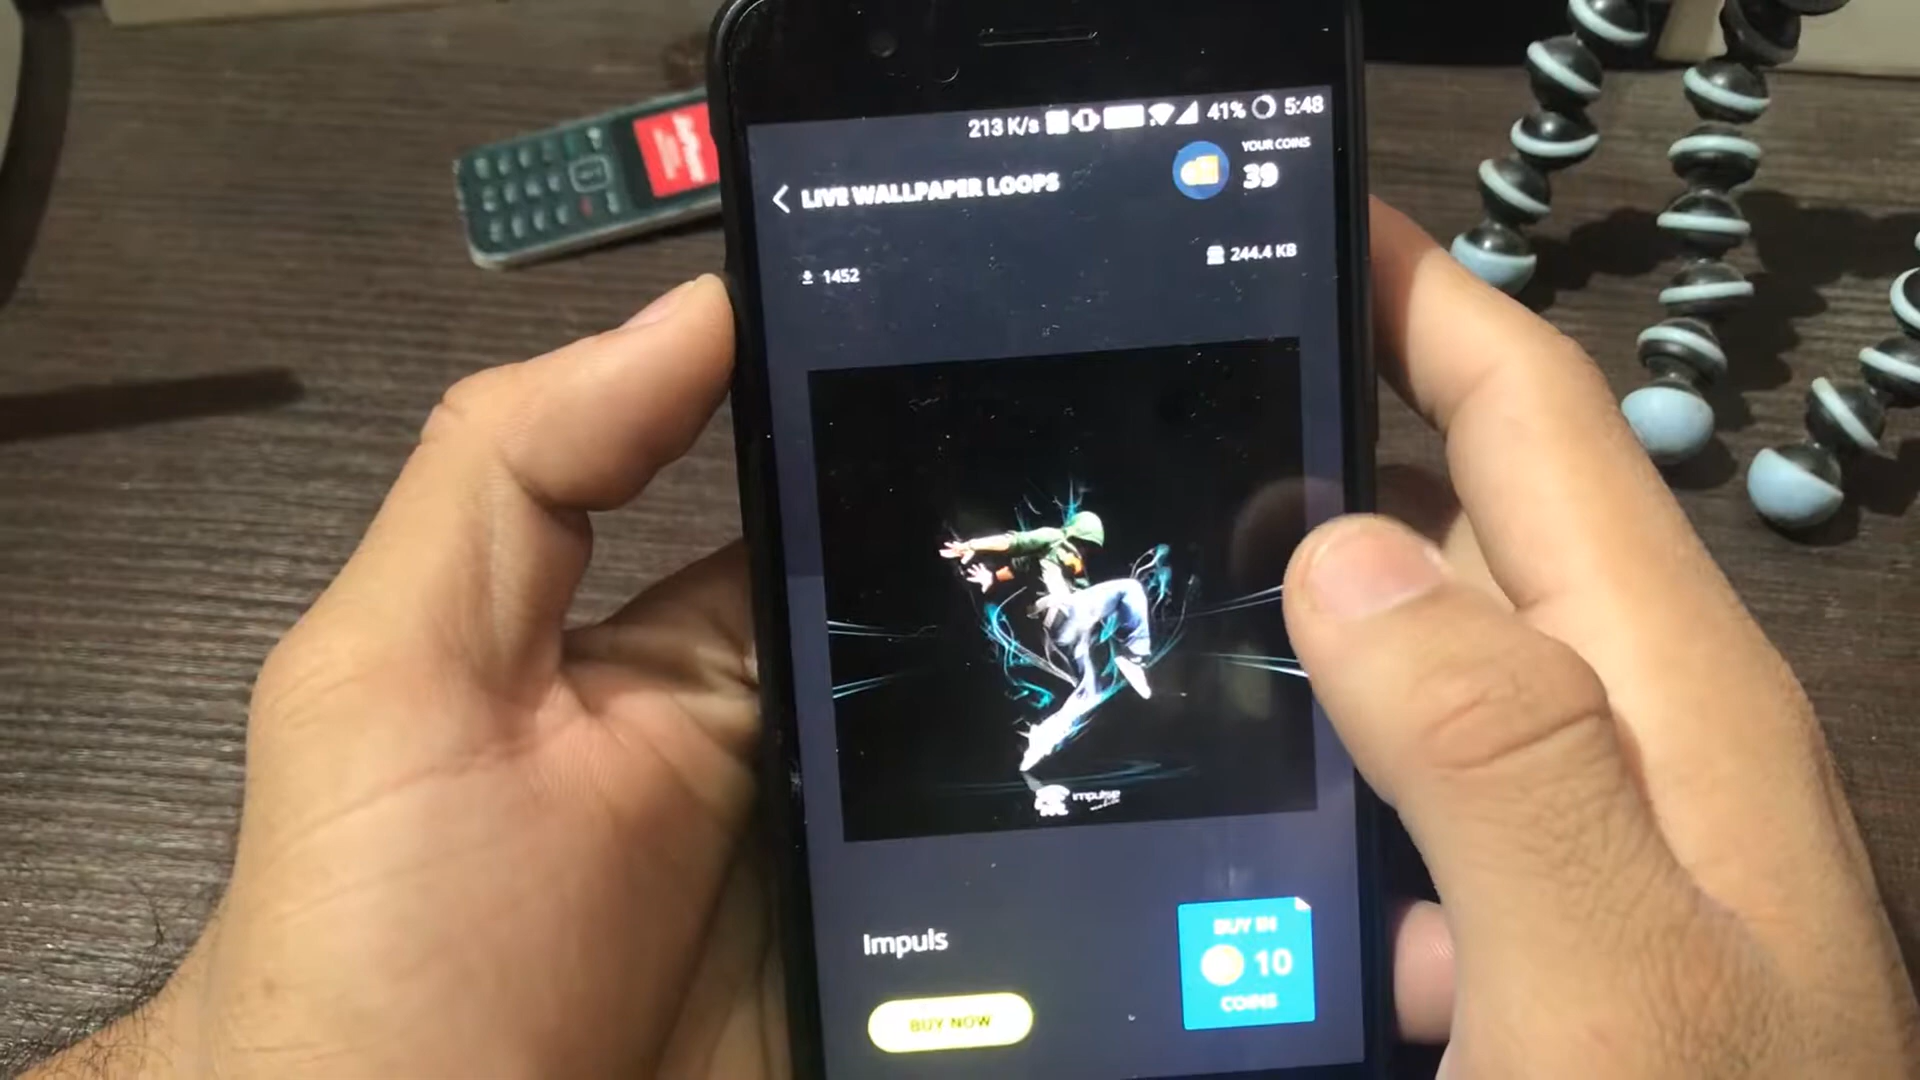 213 K/s 41% 5:48
YOUR COINS
39
LIVE WALLPAPER LOOPS
1452
244.4 KB
impulse
Impuls
BUY IN
10
COINS
BUY NOW